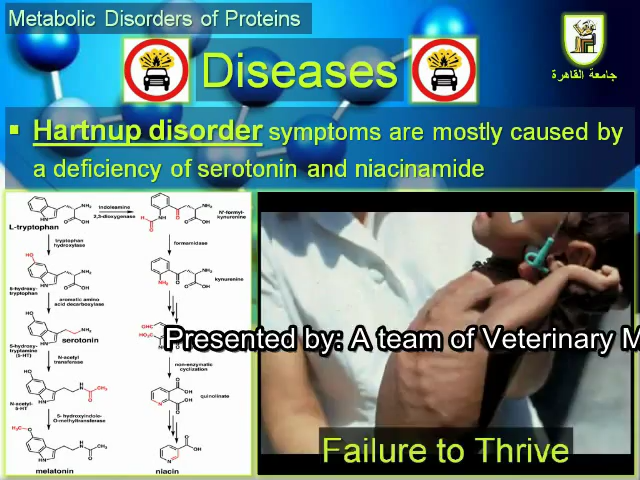 Metabolic Disorders of Proteins
Diseases
جامعة القاهرة
▪ Hartnup disorder symptoms are mostly caused by
a deficiency of serotonin and niacinamide
L-tryptophan
indoleamine
2,3-dioxygenase
N'-formyl-
kynurenine
tryptophan
hydroxylase
formamidase
5-hydroxy-
tryptophan
kynurenine
aromatic amino
acid decarboxylase
serotonin
5-hydroxy-
tryptamine
(5-HT)
N-acetyl
transferase
non-enzymatic
cyclization
N-acetyl-
5-HT
quinolinate
5- hydroxyindole-
O-methyltransferase
melatonin
niacin
Presented by: A team of Veterinary M
Failure to Thrive